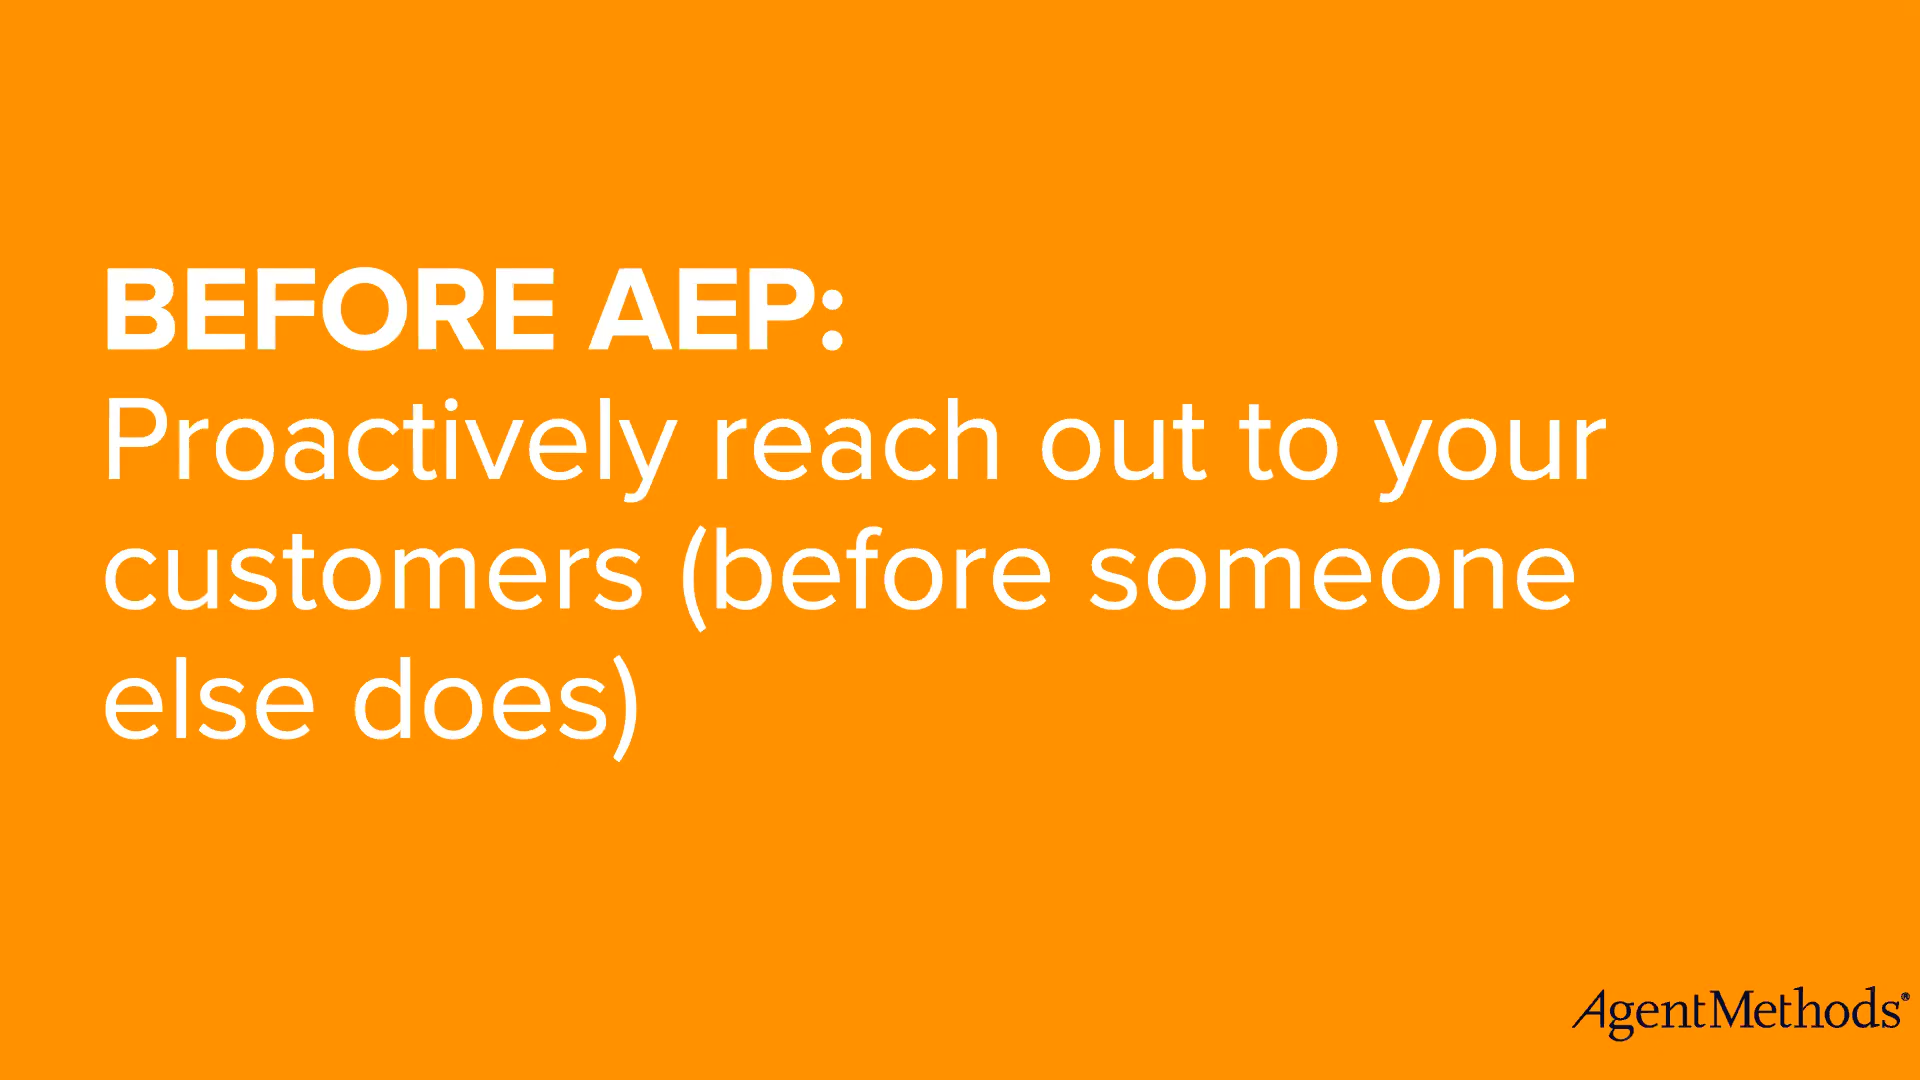 BEFORE AEP:
Proactively reach out to your
customers (before someone
else does)
AgentMethods®